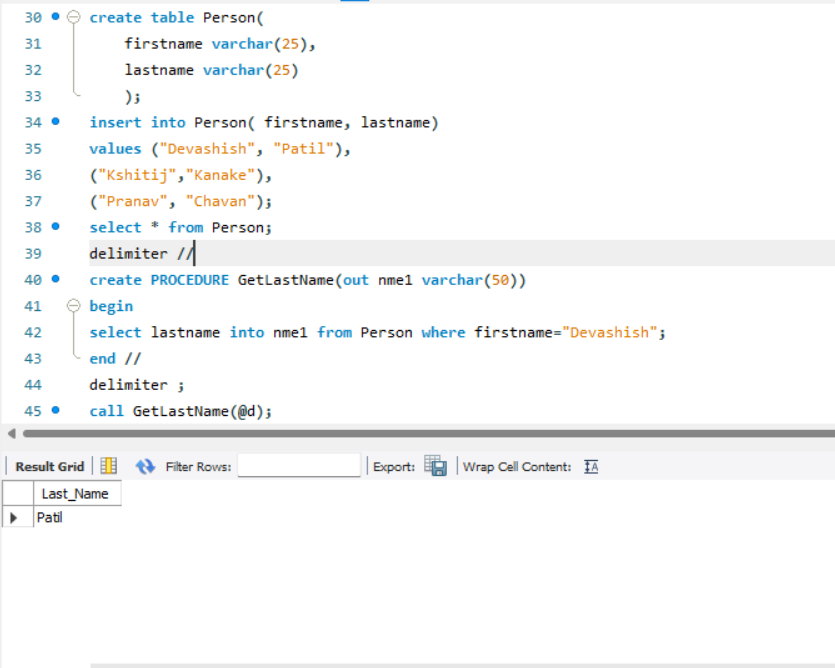 30 create table Person(
31 firstname varchar(25),
32 lastname varchar(25)
33 );
34 insert into Person( firstname, lastname)
35 values ("Devashish", "Patil"),
36 ("Kshitij","Kanake"),
37 ("Pranav", "Chavan");
38 select * from Person;
39 delimiter //
40 create PROCEDURE GetLastName(out nme1 varchar(50))
41 begin
42 select lastname into nme1 from Person where firstname="Devashish";
43 end //
44 delimiter ;
45 call GetLastName(@d);
Result Grid Filter Rows: Export: Wrap Cell Content: IA
Last_Name
Patil